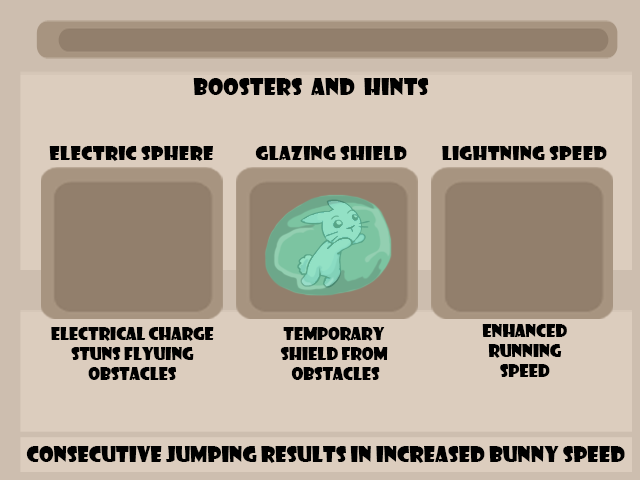 BOOSTERS AND HINTS
ELECTRIC SPHERE GLAZING SHIELD LIGHTNING SPEED
ELECTRICAL CHARGE
STUNS FLYUING
OBSTACLES
TEMPORARY
SHIELD FROM
OBSTACLES
ENHANCED
RUNNING
SPEED
CONSECUTIVE JUMPING RESULTS IN INCREASED BUNNY SPEED